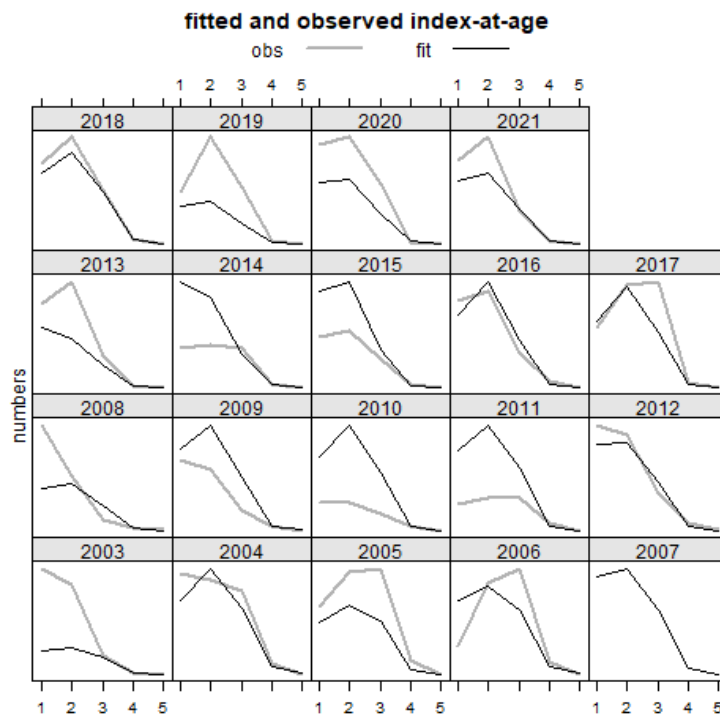 fitted and observed index-at-age
obs fit
1 2 3 4 5 1 2 3 4 5
2018 2019 2020 2021
2013 2014 2015 2016 2017
numbers
2008 2009 2010 2011 2012
2003 2004 2005 2006 2007
1 2 3 4 5 1 2 3 4 5 1 2 3 4 5